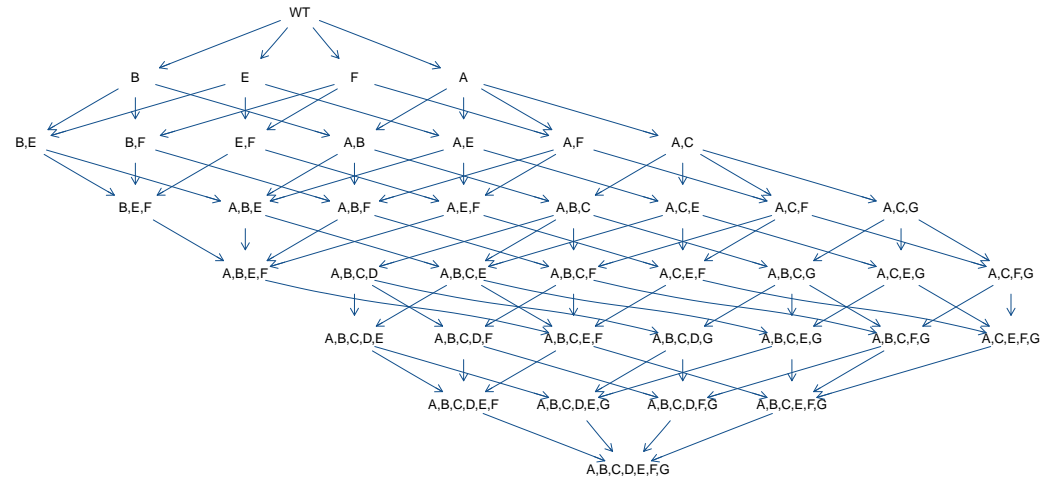 WT
B E F A
B,E B,F E,F A,B A,E A,F A,C
B,E,F A,B,E A,B,F A,E,F A,B,C A,C,E A,C,F A,C,G
A,B,E,F A,B,C,D A,B,C,E A,B,C,F A,C,E,F A,B,C,G A,C,E,G A,C,F,G
A,B,C,D,E A,B,C,D,F A,B,C,E,F A,B,C,D,G A,B,C,E,G A,B,C,F,G A,C,E,F,G
A,B,C,D,E,F A,B,C,D,E,G A,B,C,D,F,G A,B,C,E,F,G
A,B,C,D,E,F,G